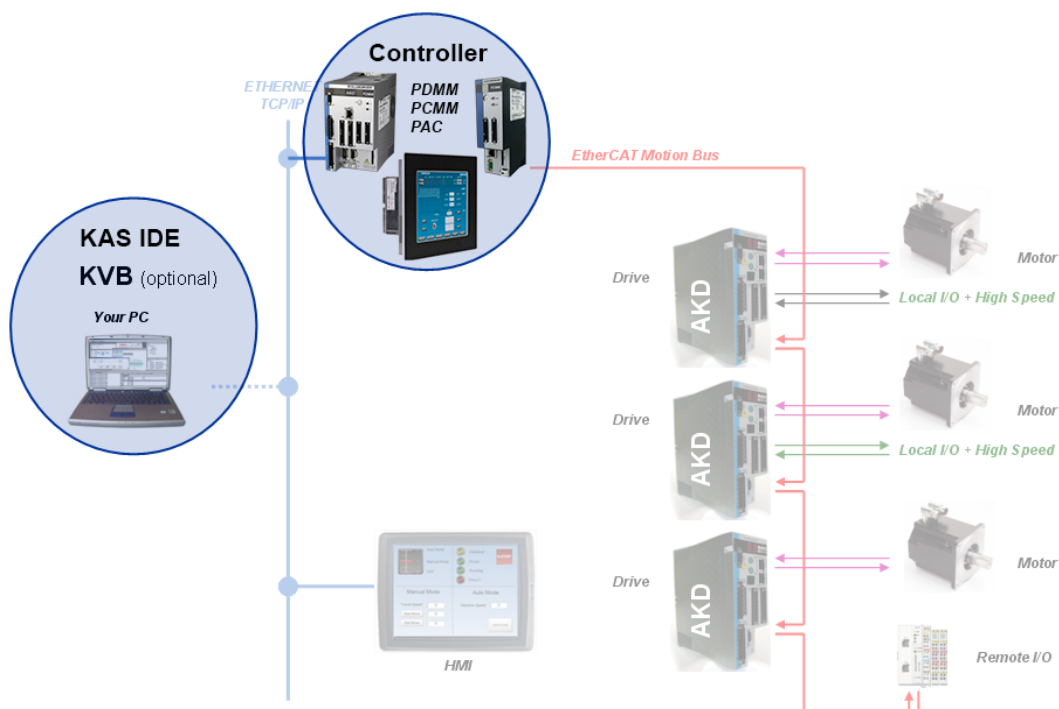 Controller
ETHERNET
TCP/IP
PDMM
PCMM
PAC
EtherCAT Motion Bus
KAS IDE
KVB (optional)
Your PC
Drive
AKD
Motor
Local I/O + High Speed
Drive
AKD
Motor
Local I/O + High Speed
Manual Mode
Auto Mode
HMI
Drive
AKD
Motor
Remote I/O